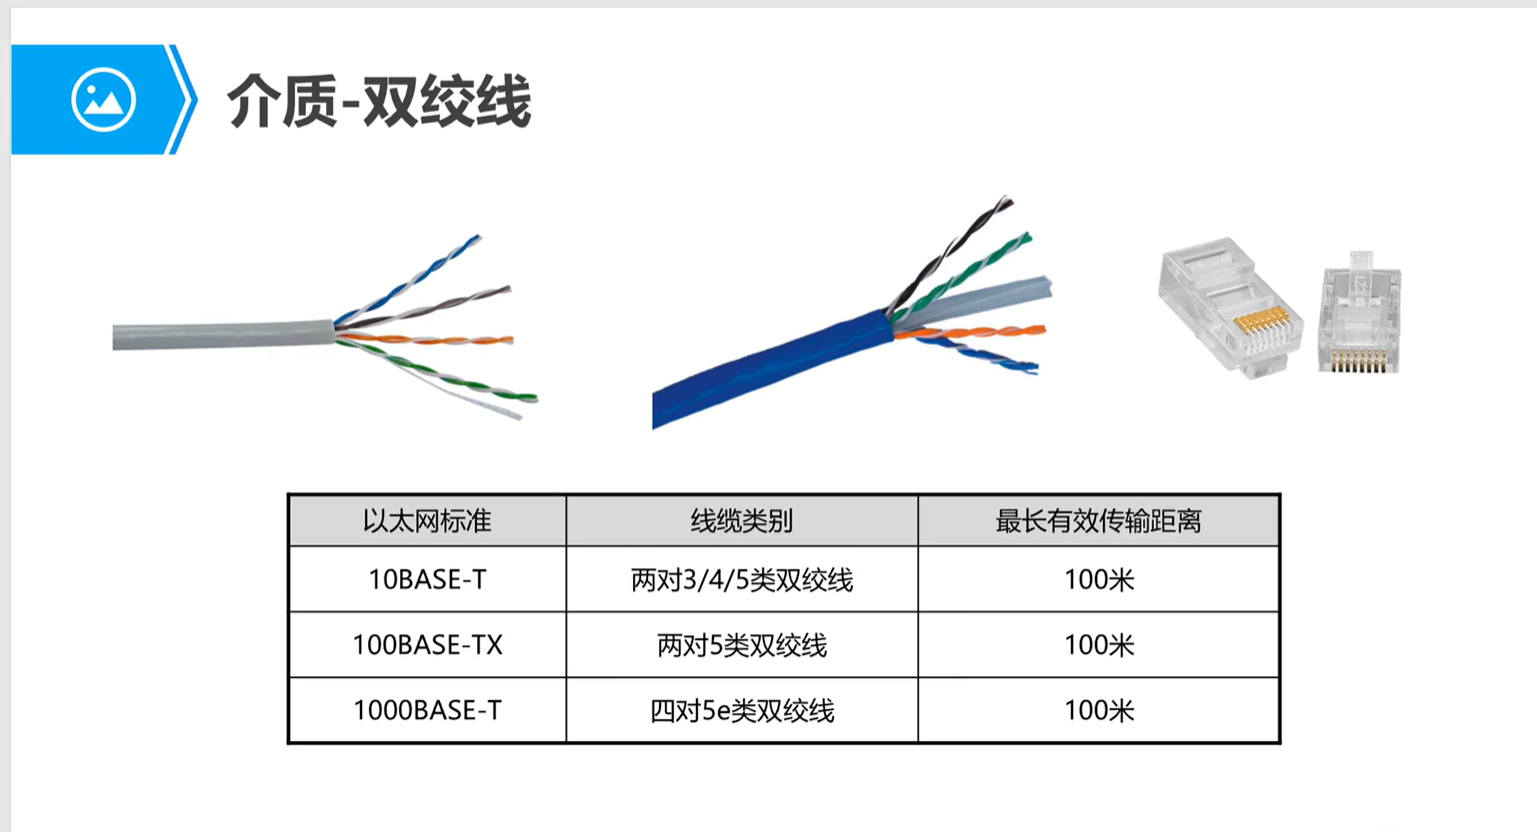 介质-双绞线
以太网标准 线缆类别 最长有效传输距离
10BASE-T 两对3/4/5类双绞线 100米
100BASE-TX 两对5类双绞线 100米
1000BASE-T 四对5e类双绞线 100米